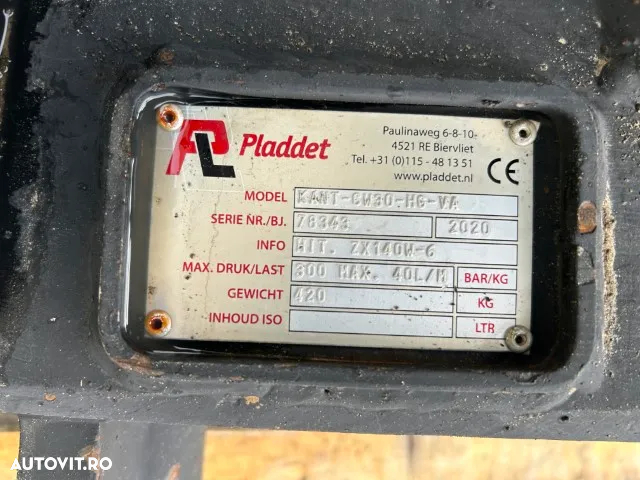 PL Pladdet
Paulinaweg 6-8-10
4521 RE Biervliet
Tel. +31 (0)115 - 48 13 51
www.pladdet.nl
CE
MODEL KANT-CW30-HG-VA
SERIE NR./BJ. 78343 2020
INFO HIT. ZX140W-6
MAX. DRUK/LAST 300 MAX. 40L/M BAR/KG
GEWICHT 420 KG
INHOUD ISO LTR
AUTOVIT.RO